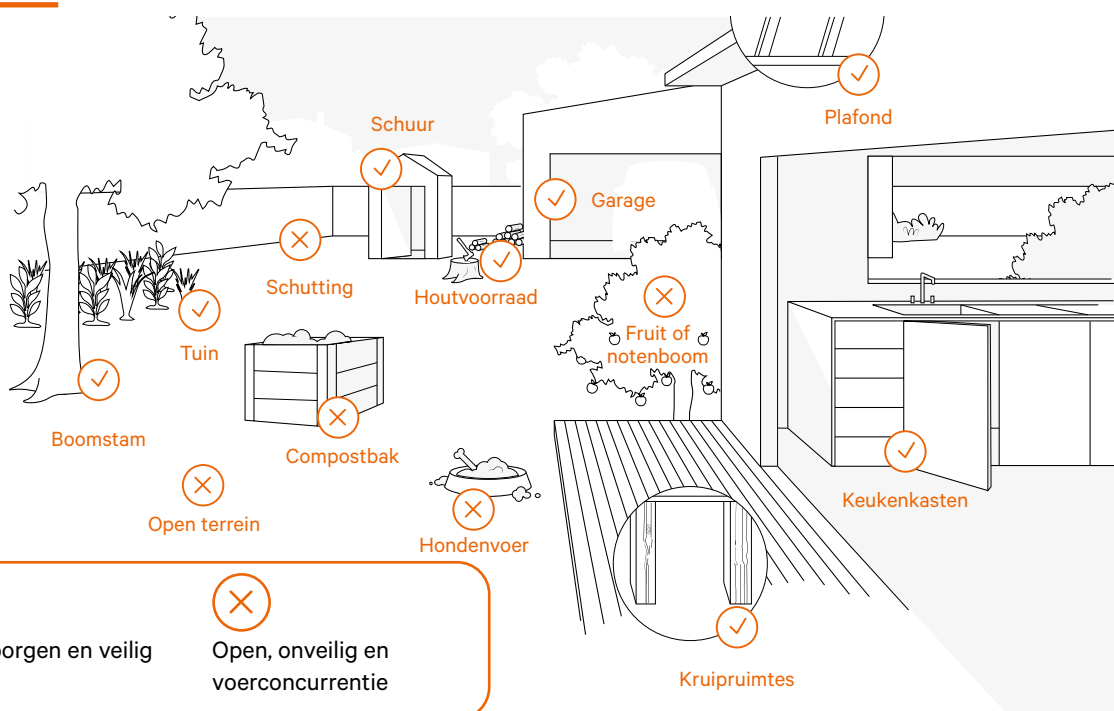 Plafond
Schuur
Garage
Schutting
Houtvoorraad
Fruit of
notenboom
Tuin
Boomstam
Compostbak
Keukenkasten
Open terrein
Hondenvoer
en veilig
Open, onveilig en
voerconcurrentie
Kruipruimtes